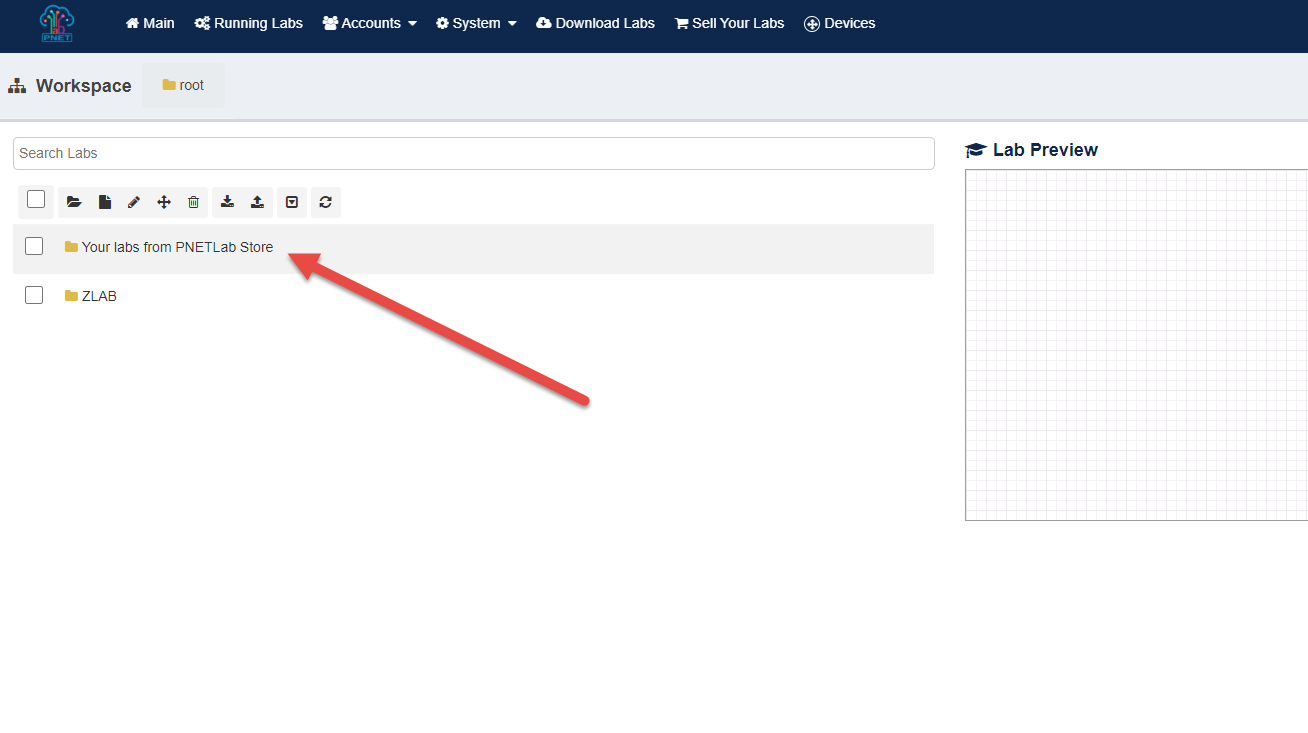 PNET
Main Running Labs Accounts System Download Labs Sell Your Labs Devices
Workspace root
Search Labs
Lab Preview
Your labs from PNETLab Store
ZLAB